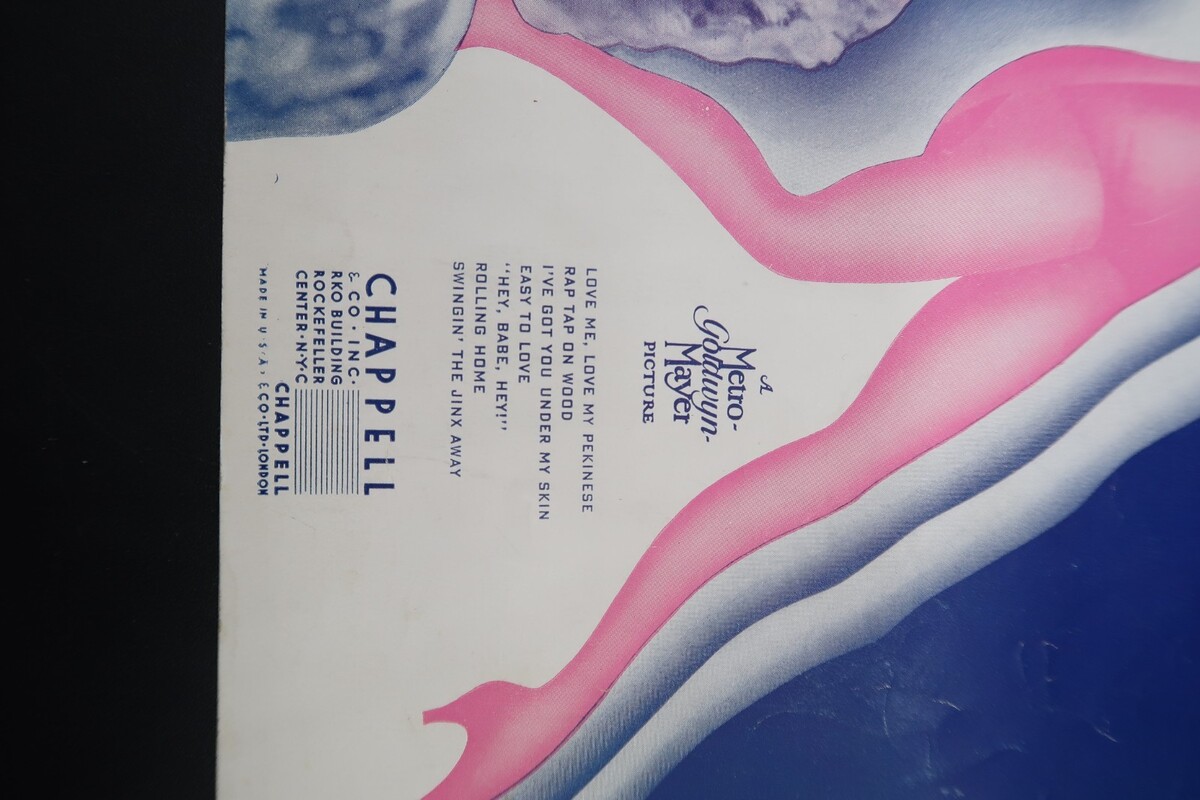 A
Metro-
Goldwyn-
Mayer
PICTURE
LOVE ME, LOVE MY PEKINESE
RAP TAP ON WOOD
I'VE GOT YOU UNDER MY SKIN
EASY TO LOVE
"HEY, BABE, HEY!"
ROLLING HOME
SWINGIN' THE JINX AWAY
CHAPPELL
& CO · INC ·
RKO BUILDING
ROCKEFELLER
CENTER · N·Y·C
CHAPPELL
MADE IN U·S·A· & CO · LTD · LONDON